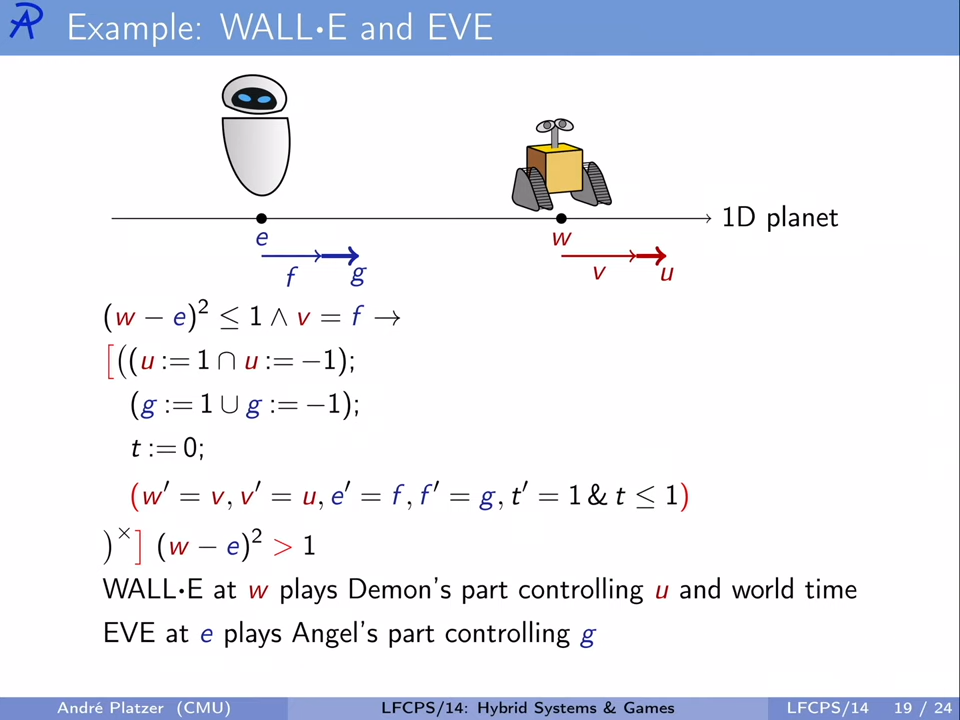 Example: WALL•E and EVE
1D planet
e w
f g v u
(w − e)² ≤ 1 ∧ v = f →
[((u := 1 ∩ u := −1);
(g := 1 ∪ g := −1);
t := 0;
(w′ = v, v′ = u, e′ = f, f′ = g, t′ = 1 & t ≤ 1)
)×] (w − e)² > 1
WALL•E at w plays Demon's part controlling u and world time
EVE at e plays Angel's part controlling g
André Platzer (CMU) LFCPS/14: Hybrid Systems & Games LFCPS/14 19 / 24